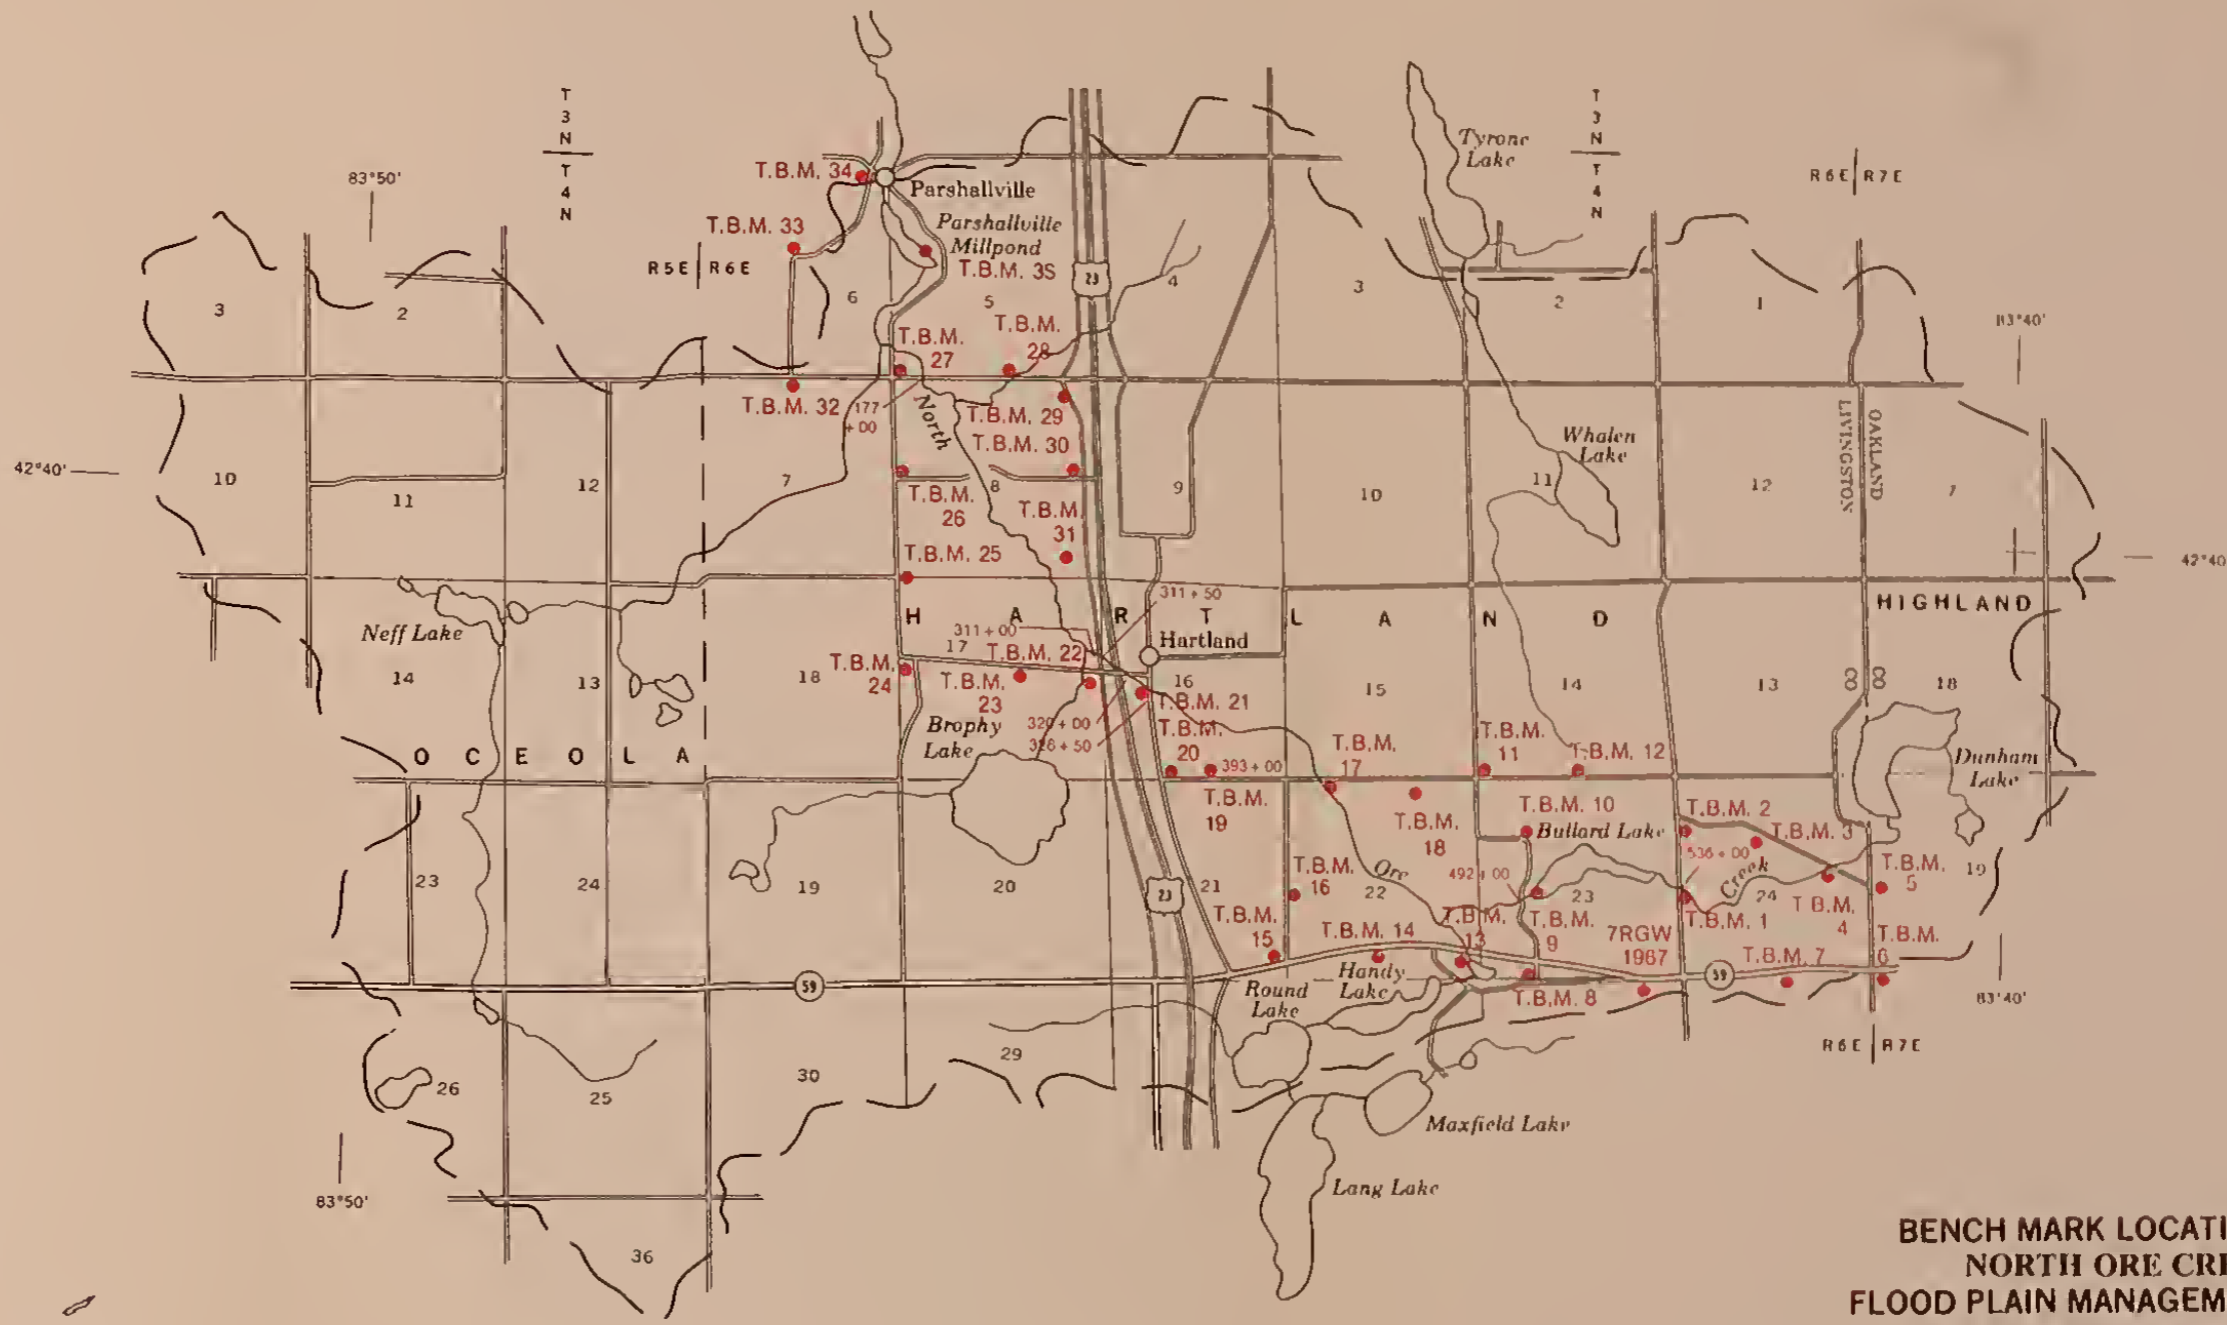 T
3
N
T
4
N
T
3
N
T
4
N
83°50'
R6E R7E
Tyrone
Lake
T.B.M. 34
Parshallville
Parshallville
Millpond
T.B.M. 33
R5E R6E
T.B.M. 3S
23
3
2
6
5
4
3
2
1
83°40'
T.B.M.
27
T.B.M.
28
T.B.M. 32
177
+00
North
T.B.M. 29
T.B.M. 30
LIVINGSTON
OAKLAND
Whalen
Lake
42°40'
10
11
12
7
8
9
10
11
12
7
T.B.M.
26
T.B.M.
31
T.B.M. 25
42°40
311+50
HARTLAND
HIGHLAND
Neff Lake
311+00
Hartland
17
T.B.M. 22
T.B.M.
24
T.B.M.
23
14
13
18
16
15
14
13
18
T.B.M. 21
Brophy
Lake
320+00
328+50
T.B.M.
20
T.B.M.
17
T.B.M.
11
T.B.M. 12
OCEOLA
393+00
Dunham
Lake
T.B.M.
19
T.B.M.
18
T.B.M. 10
Bullard Lake
T.B.M. 2
T.B.M. 3
536+00
23
24
19
20
23
21
T.B.M.
16
22
Ore
492+00
23
Creek
24
T.B.M.
5
19
T.B.M.
15
T.B.M. 14
T.B.M.
13
T.B.M.
9
7RGW
1967
T.B.M. 1
T.B.M.
4
T.B.M.
6
T.B.M. 7
59
59
Handy
Lake
Round
Lake
T.B.M. 8
83°40'
R6E R7E
29
30
26
25
Maxfield Lake
Lang Lake
83°50'
36
BENCH MARK LOCATI
NORTH ORE CRE
FLOOD PLAIN MANAGEM